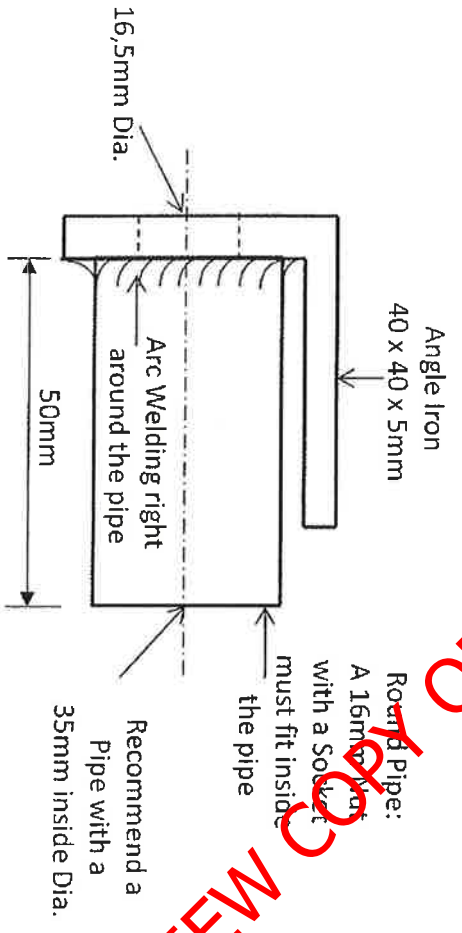 Angle Iron
40 x 40 x 5mm
16,5mm Dia.
Arc Welding right
around the pipe
50mm
Round Pipe:
A 16mm Nut
with a Socket
must fit inside
the pipe
Recommend a
Pipe with a
35mm inside Dia.
EW COPY O